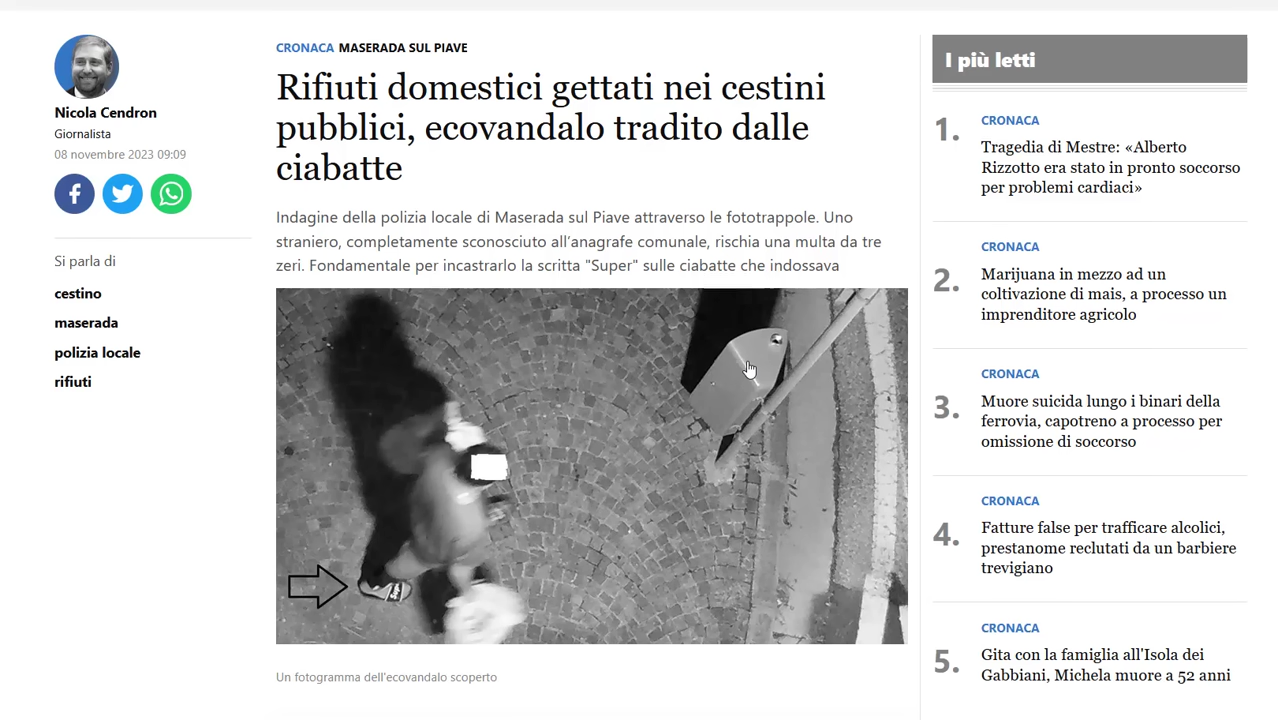 Nicola Cendron
Giornalista
08 novembre 2023 09:09
Si parla di
cestino
maserada
polizia locale
rifiuti
CRONACA MASERADA SUL PIAVE
Rifiuti domestici gettati nei cestini
pubblici, ecovandalo tradito dalle
ciabatte
Indagine della polizia locale di Maserada sul Piave attraverso le fototrappole. Uno
straniero, completamente sconosciuto all’anagrafe comunale, rischia una multa da tre
zeri. Fondamentale per incastrarlo la scritta "Super" sulle ciabatte che indossava
Super
Un fotogramma dell'ecovandalo scoperto
I più letti
1.
CRONACA
Tragedia di Mestre: «Alberto
Rizzotto era stato in pronto soccorso
per problemi cardiaci»
2.
CRONACA
Marijuana in mezzo ad un
coltivazione di mais, a processo un
imprenditore agricolo
3.
CRONACA
Muore suicida lungo i binari della
ferrovia, capotreno a processo per
omissione di soccorso
4.
CRONACA
Fatture false per trafficare alcolici,
prestanome reclutati da un barbiere
trevigiano
5.
CRONACA
Gita con la famiglia all'Isola dei
Gabbiani, Michela muore a 52 anni